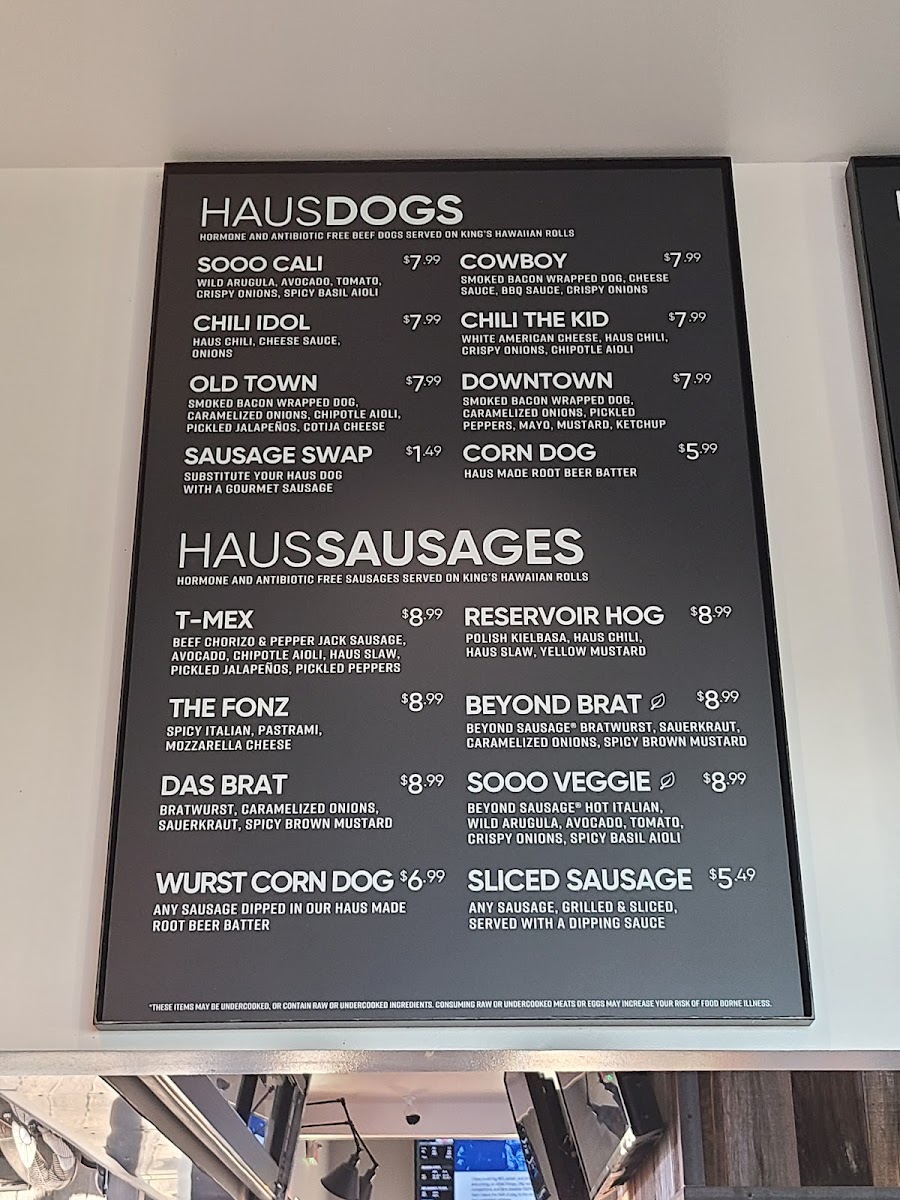 HAUSDOGS
HORMONE AND ANTIBIOTIC FREE BEEF DOGS SERVED ON KING'S HAWAIIAN ROLLS
SOOO CALI $7.99
WILD ARUGULA, AVOCADO, TOMATO,
CRISPY ONIONS, SPICY BASIL AIOLI
COWBOY $7.99
SMOKED BACON WRAPPED DOG, CHEESE
SAUCE, BBQ SAUCE, CRISPY ONIONS
CHILI IDOL $7.99
HAUS CHILI, CHEESE SAUCE,
ONIONS
CHILI THE KID $7.99
WHITE AMERICAN CHEESE, HAUS CHILI,
CRISPY ONIONS, CHIPOTLE AIOLI
OLD TOWN $7.99
SMOKED BACON WRAPPED DOG,
CARAMELIZED ONIONS, CHIPOTLE AIOLI,
PICKLED JALAPEÑOS, COTIJA CHEESE
DOWNTOWN $7.99
SMOKED BACON WRAPPED DOG,
CARAMELIZED ONIONS, PICKLED
PEPPERS, MAYO, MUSTARD, KETCHUP
SAUSAGE SWAP $1.49
SUBSTITUTE YOUR HAUS DOG
WITH A GOURMET SAUSAGE
CORN DOG $5.99
HAUS MADE ROOT BEER BATTER
HAUSSAUSAGES
HORMONE AND ANTIBIOTIC FREE SAUSAGES SERVED ON KING'S HAWAIIAN ROLLS
T-MEX $8.99
BEEF CHORIZO & PEPPER JACK SAUSAGE,
AVOCADO, CHIPOTLE AIOLI, HAUS SLAW,
PICKLED JALAPEÑOS, PICKLED PEPPERS
RESERVOIR HOG $8.99
POLISH KIELBASA, HAUS CHILI,
HAUS SLAW, YELLOW MUSTARD
THE FONZ $8.99
SPICY ITALIAN, PASTRAMI,
MOZZARELLA CHEESE
BEYOND BRAT $8.99
BEYOND SAUSAGE® BRATWURST, SAUERKRAUT,
CARAMELIZED ONIONS, SPICY BROWN MUSTARD
DAS BRAT $8.99
BRATWURST, CARAMELIZED ONIONS,
SAUERKRAUT, SPICY BROWN MUSTARD
SOOO VEGGIE $8.99
BEYOND SAUSAGE® HOT ITALIAN,
WILD ARUGULA, AVOCADO, TOMATO,
CRISPY ONIONS, SPICY BASIL AIOLI
WURST CORN DOG $6.99
ANY SAUSAGE DIPPED IN OUR HAUS MADE
ROOT BEER BATTER
SLICED SAUSAGE $5.49
ANY SAUSAGE, GRILLED & SLICED,
SERVED WITH A DIPPING SAUCE
*THESE ITEMS MAY BE UNDERCOOKED, OR CONTAIN RAW OR UNDERCOOKED INGREDIENTS. CONSUMING RAW OR UNDERCOOKED MEATS OR EGGS MAY INCREASE YOUR RISK OF FOOD BORNE ILLNESS.